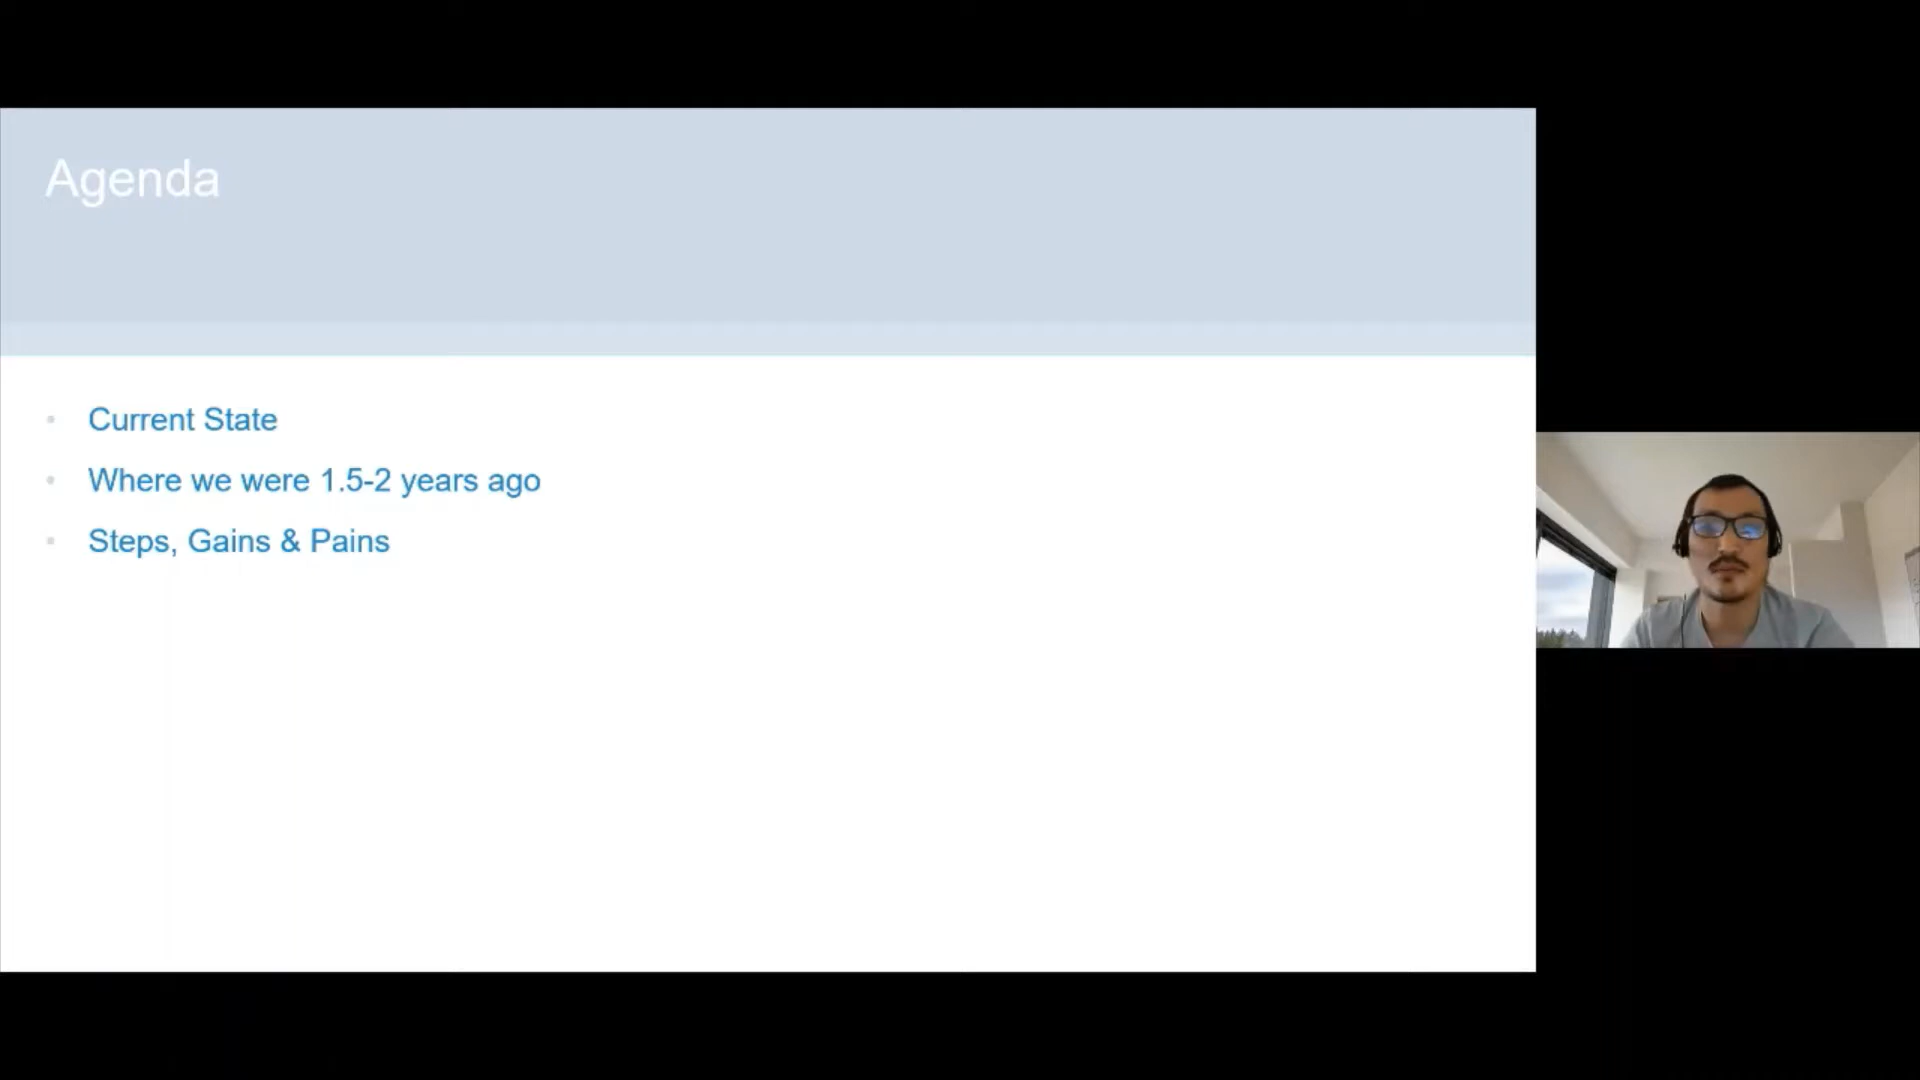 Agenda
• Current State
• Where we were 1.5-2 years ago
• Steps, Gains & Pains